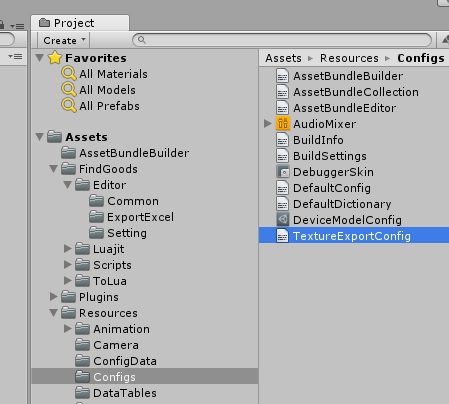 Project
Create
Favorites
All Materials
All Models
All Prefabs
Assets
AssetBundleBuilder
FindGoods
Editor
Common
ExportExcel
Setting
Luajit
Scripts
ToLua
Plugins
Resources
Animation
Camera
ConfigData
Configs
DataTables
Assets ▸ Resources ▸ Configs
AssetBundleBuilder
AssetBundleCollection
AssetBundleEditor
AudioMixer
BuildInfo
BuildSettings
DebuggerSkin
DefaultConfig
DefaultDictionary
DeviceModelConfig
TextureExportConfig